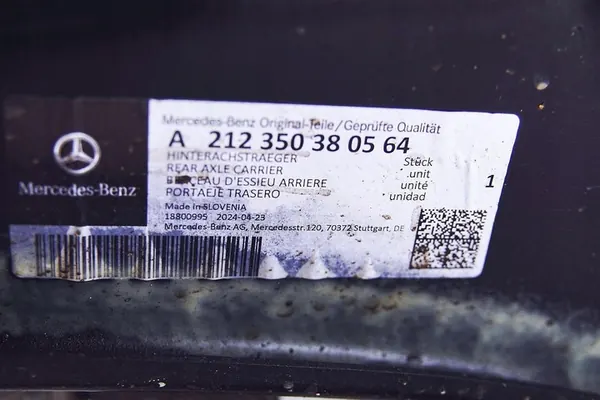 Mercedes-Benz
Mercedes-Benz Original-Teile/Geprüfte Qualität
A 212 350 38 05 64
HINTERACHSTRAEGER
REAR AXLE CARRIER
D'ESSIEU ARRIERE
PORTAEJE TRASERO
Stück
unit
unité
unidad
1
Made in SLOVENIA
18800995 2024-04-23
Mercedes-Benz AG, Mercedesstr.120, 70372 Stuttgart, DE